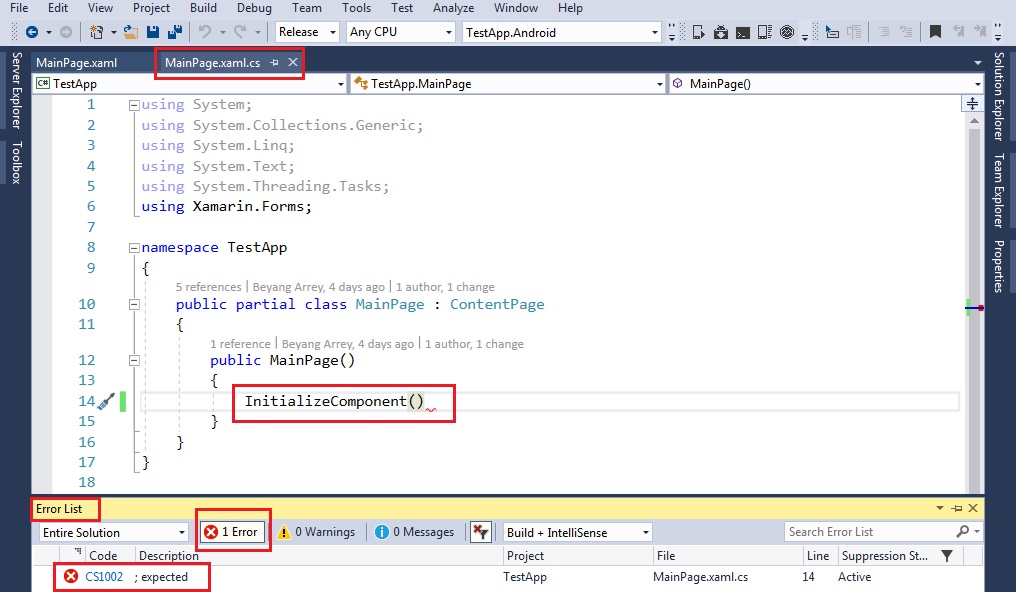 File Edit View Project Build Debug Team Tools Test Analyze Window Help
Release Any CPU TestApp.Android
MainPage.xaml MainPage.xaml.cs
C# TestApp TestApp.MainPage MainPage()
Server Explorer
Toolbox
Solution Explorer
Team Explorer
Properties
1 using System;
2 using System.Collections.Generic;
3 using System.Linq;
4 using System.Text;
5 using System.Threading.Tasks;
6 using Xamarin.Forms;
7
8 namespace TestApp
9 {
5 references | Beyang Arrey, 4 days ago | 1 author, 1 change
10 public partial class MainPage : ContentPage
11 {
1 reference | Beyang Arrey, 4 days ago | 1 author, 1 change
12 public MainPage()
13 {
14 InitializeComponent()
15 }
16 }
17 }
18
Error List
Entire Solution 1 Error 0 Warnings 0 Messages Build + IntelliSense Search Error List
Code Description Project File Line Suppression St...
CS1002 ; expected TestApp MainPage.xaml.cs 14 Active